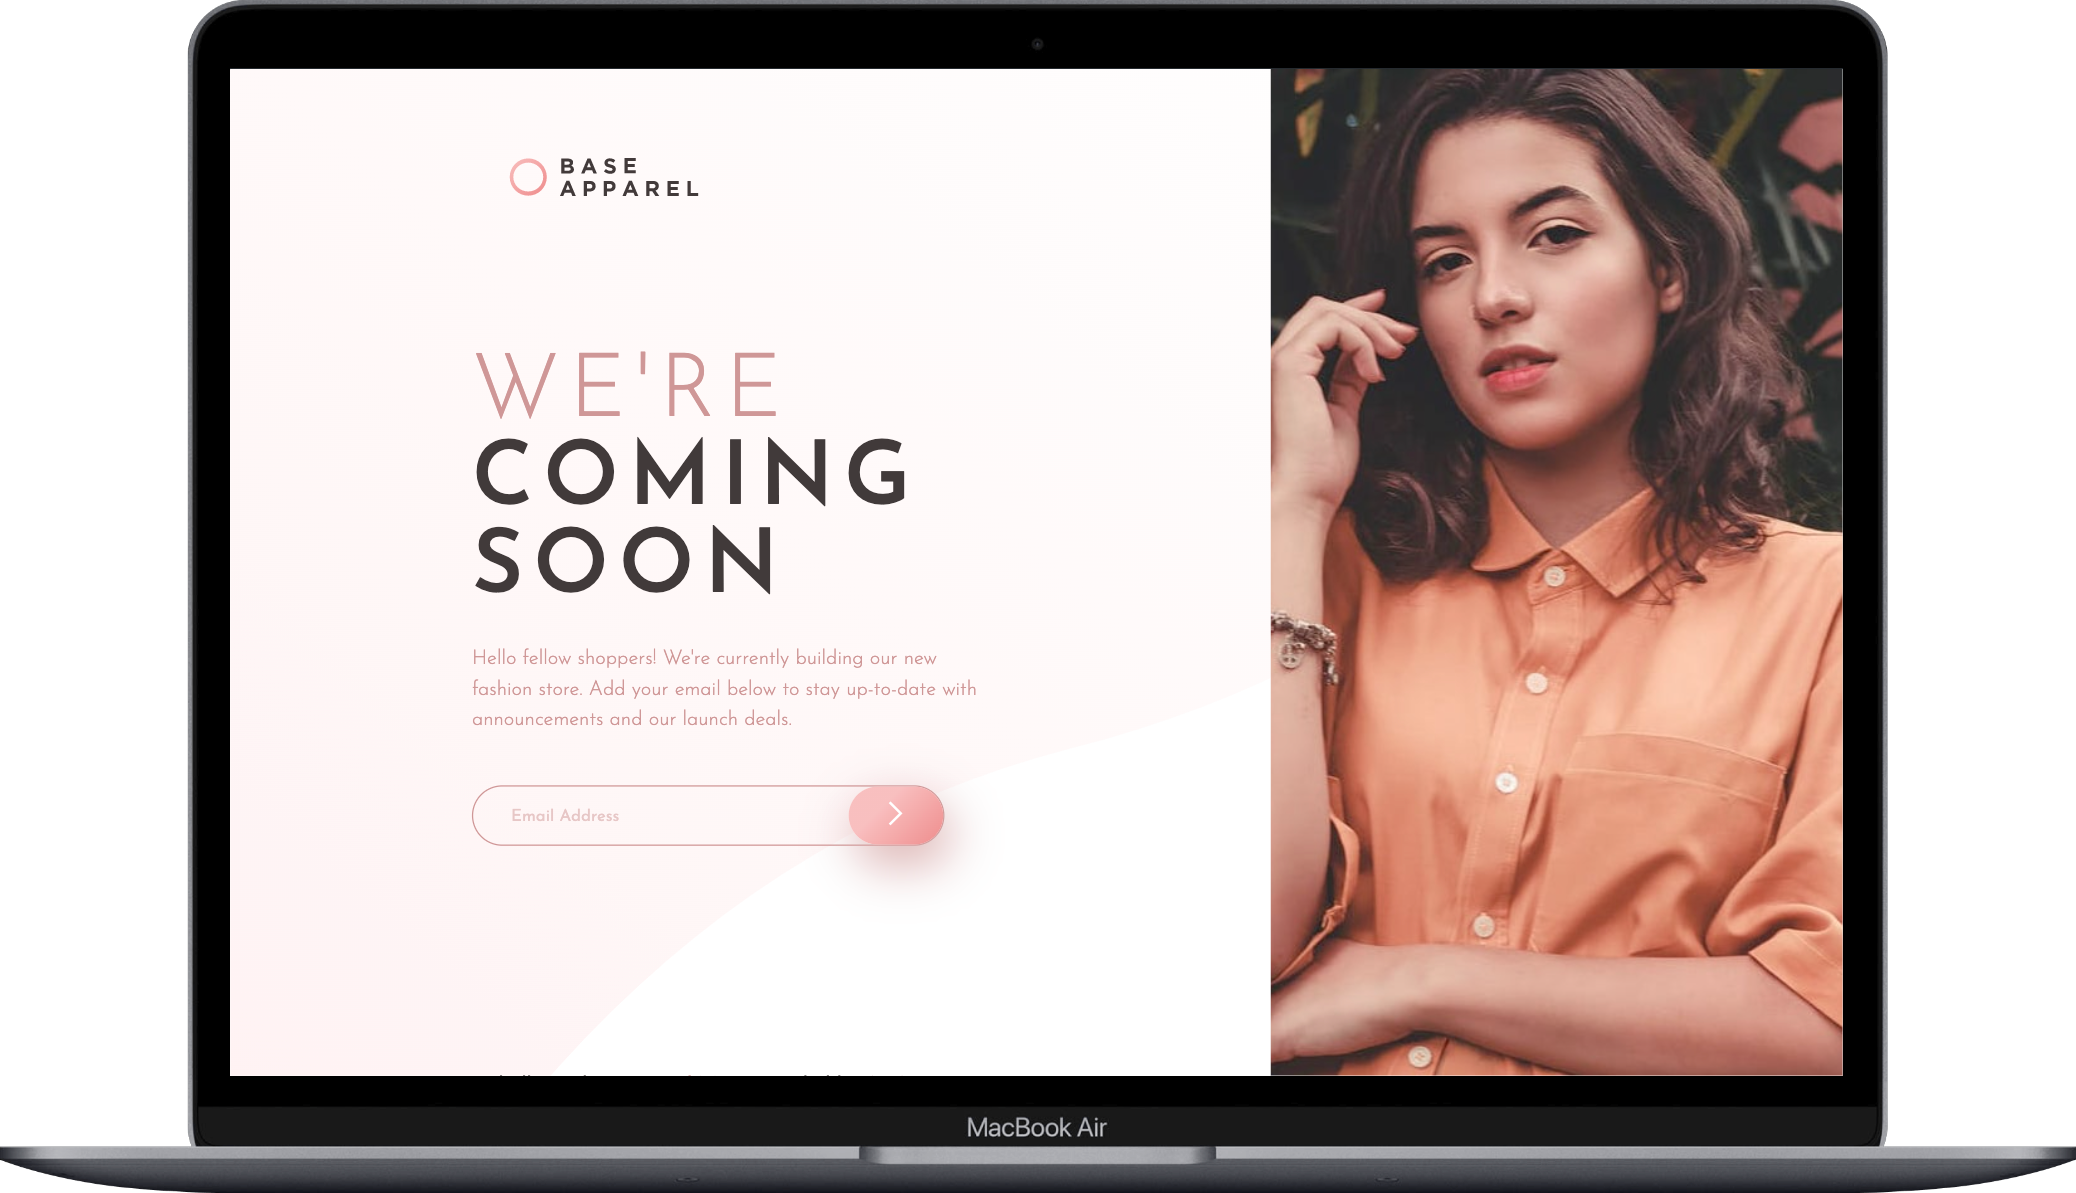 BASE
APPAREL
WE'RE
COMING
SOON
Hello fellow shoppers! We're currently building our new
fashion store. Add your email below to stay up-to-date with
announcements and our launch deals.
Email Address
MacBook Air